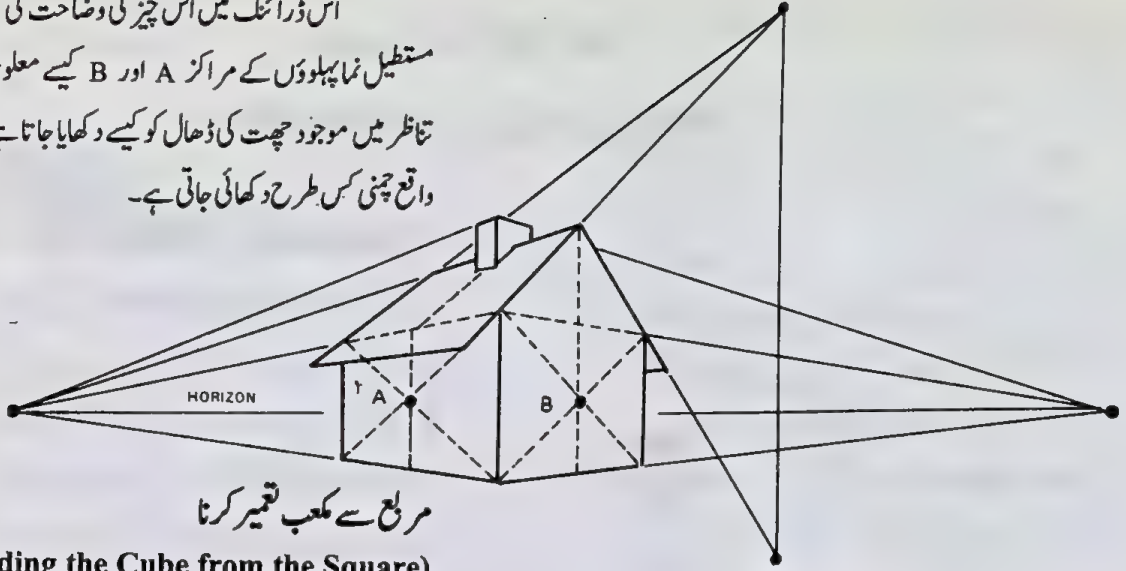 اس ڈرائنگ میں اس چیز کی وضاحت کی
مستطیل نما پہلوؤں کے مراکز A اور B کیسے
تناظر میں موجود چھت کی ڈھال کو کیسے دکھایا جاتا ہے
واقع چمنی کس طرح دکھائی جاتی ہے۔
HORIZON
A
B
مربع سے مکعب تعمیر کرنا
ding the Cube from the Square)